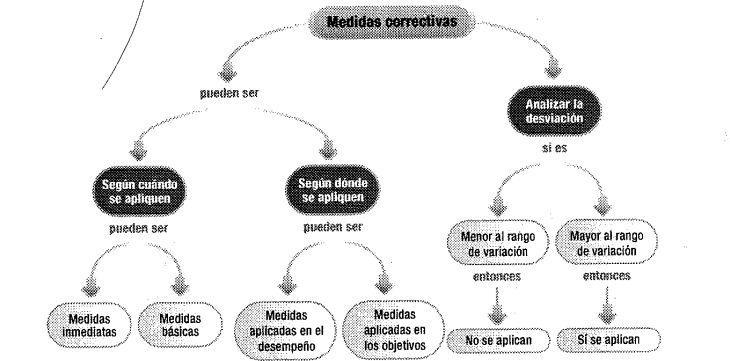 Medidas correctivas
pueden ser
Analizar la
desviación
si es
Según cuándo
se apliquen
pueden ser
Según dónde
se apliquen
pueden ser
Menor al rango
de variación
entonces
Mayor al rango
de variación
entonces
Medidas
inmediatas
Medidas
básicas
Medidas
aplicadas en el
desempeño
Medidas
aplicadas en
los objetivos
No se aplican
Sí se aplican